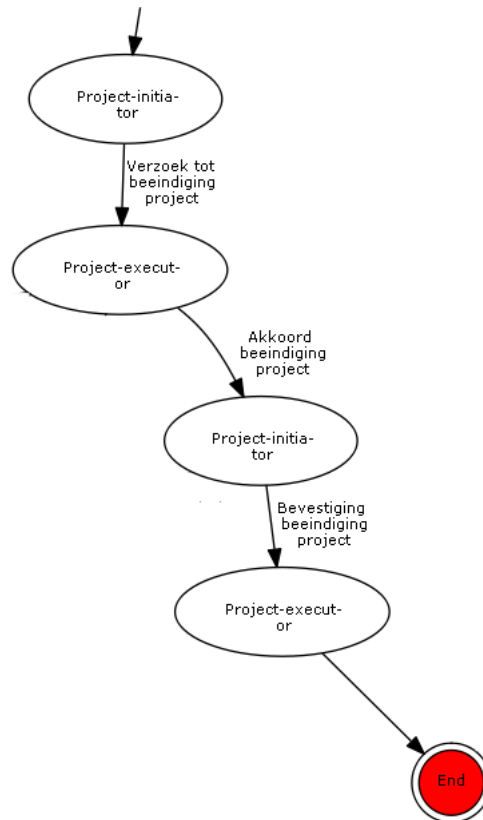 Project-initia-
tor
Verzoek tot
beeindiging
project
Project-execut-
or
Akkoord
beeindiging
project
Project-initia-
tor
Bevestiging
beeindiging
project
Project-execut-
or
End